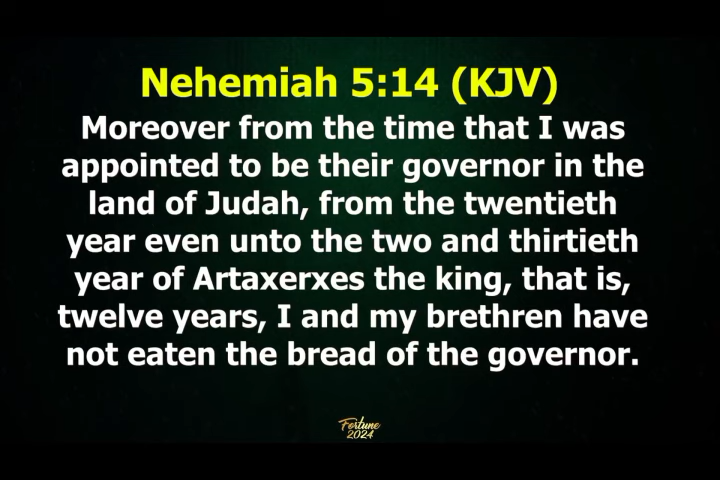 Nehemiah 5:14 (KJV)
Moreover from the time that I was
appointed to be their governor in the
land of Judah, from the twentieth
year even unto the two and thirtieth
year of Artaxerxes the king, that is,
twelve years, I and my brethren have
not eaten the bread of the governor.
Fortune
2024